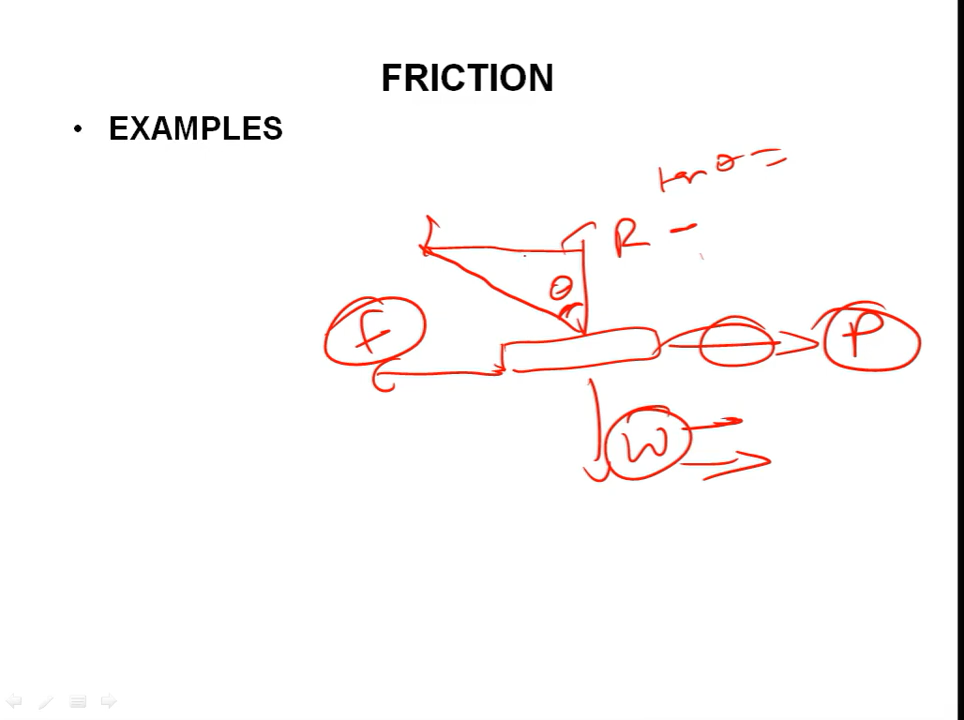 FRICTION
• EXAMPLES
tan θ =
R -
θ
F
P
W